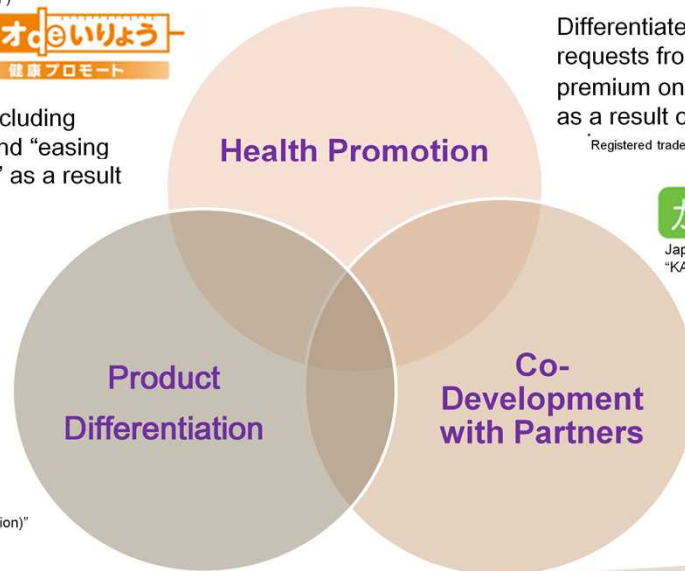 オdeいりょう
健康プロモート
cluding
nd “easing
” as a result
Health Promotion
Differentiate
requests fro
premium on
as a result o
*Registered trade
Jap
“KA
Product
Differentiation
Co-
Development
with Partners
ion)”